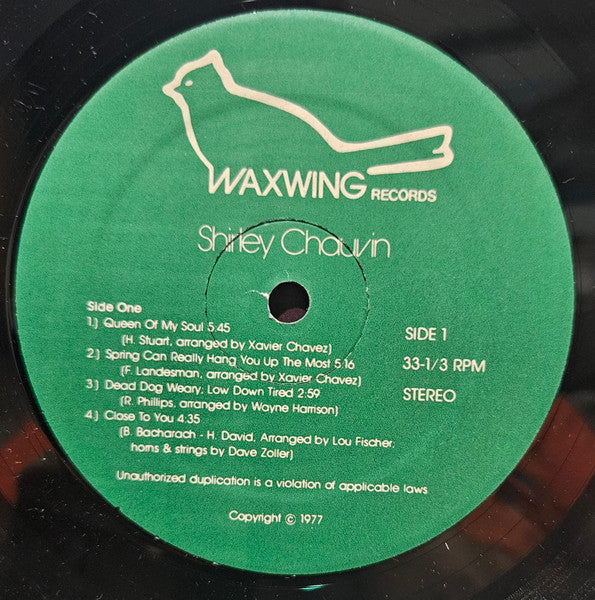 WAXWING RECORDS
Shirley Chauvin
Side One
1.) Queen Of My Soul 5:45
(H. Stuart, arranged by Xavier Chavez)
2.) Spring Can Really Hang You Up The Most 5:16
(F. Landesman, arranged by Xavier Chavez)
3.) Dead Dog Weary, Low Down Tired 2:59
(R. Phillips, arranged by Wayne Harrison)
4.) Close To You 4:35
(B. Bacharach - H. David, Arranged by Lou Fischer;
horns & strings by Dave Zoller)
SIDE 1
33-1/3 RPM
STEREO
Unauthorized duplication is a violation of applicable laws
Copyright © 1977